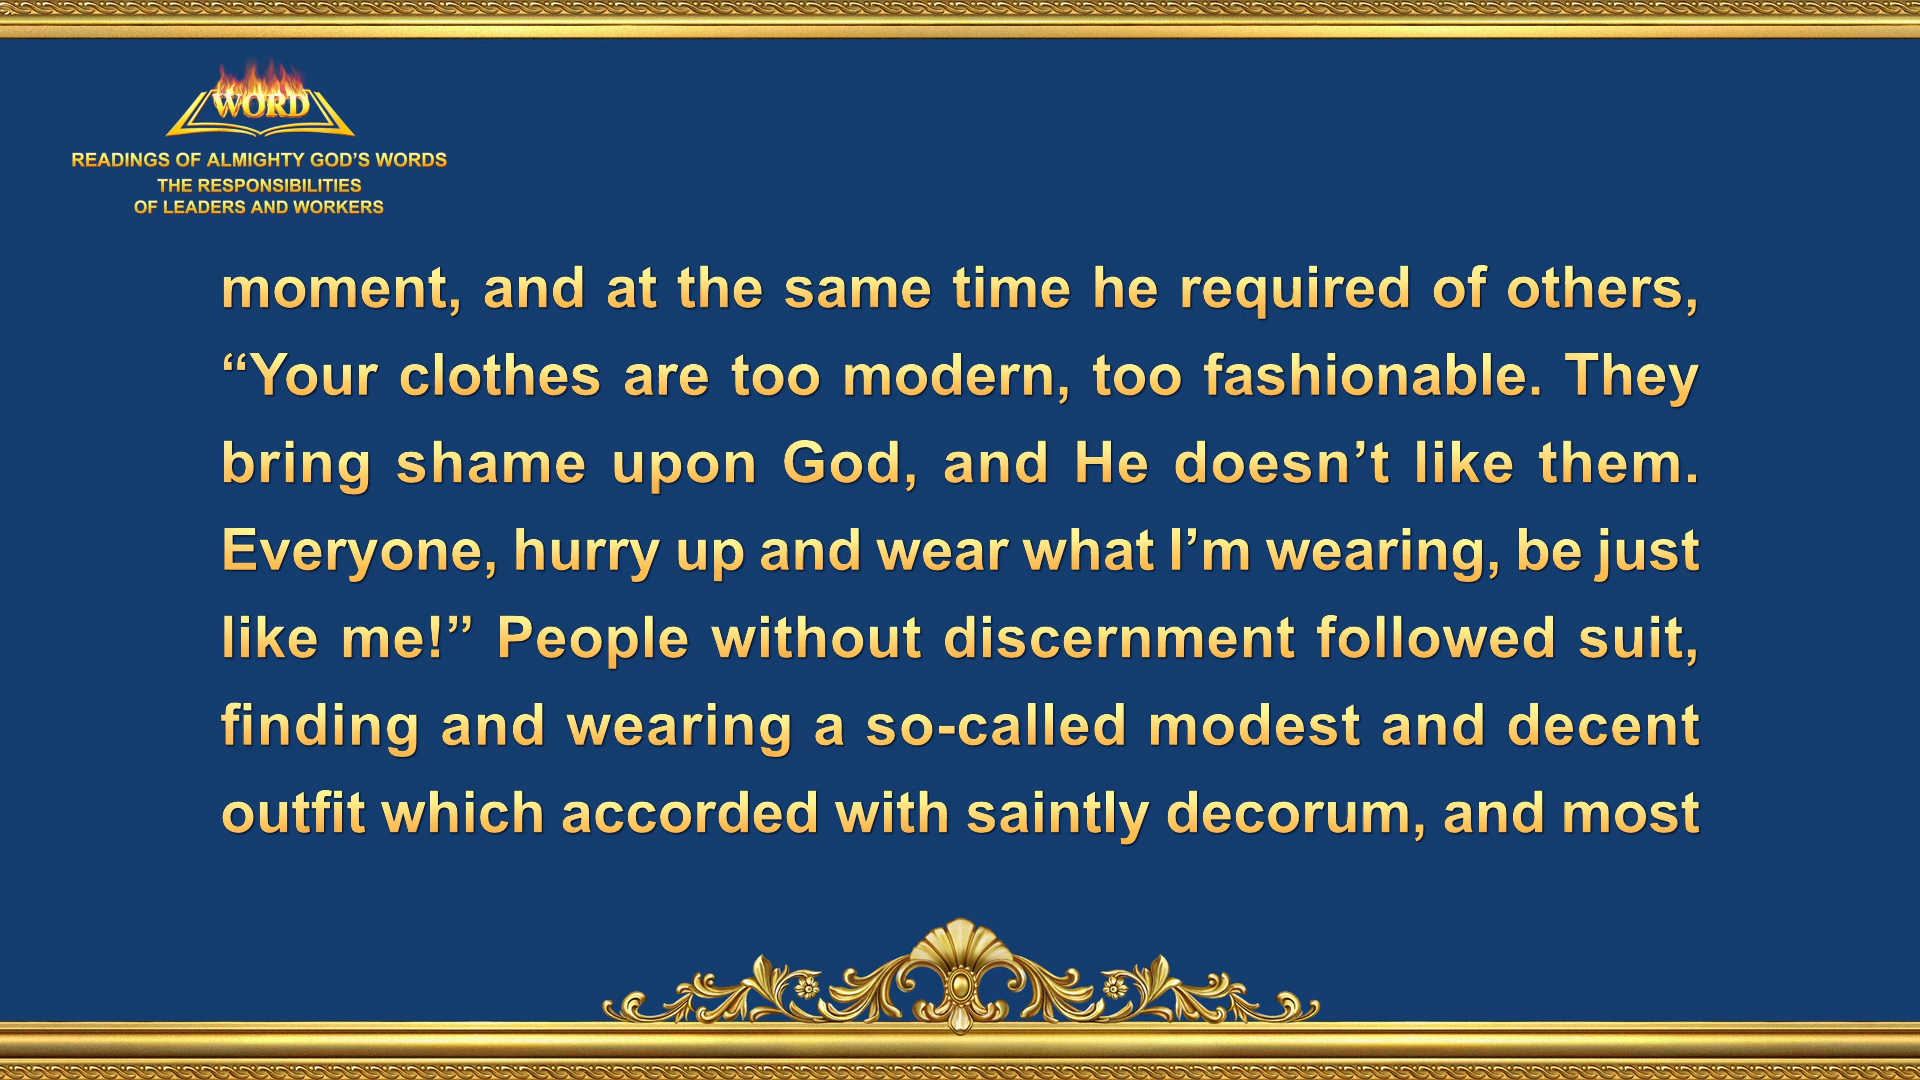 WORD
READINGS OF ALMIGHTY GOD’S WORDS
THE RESPONSIBILITIES
OF LEADERS AND WORKERS
moment, and at the same time he required of others,
“Your clothes are too modern, too fashionable. They
bring shame upon God, and He doesn’t like them.
Everyone, hurry up and wear what I’m wearing, be just
like me!” People without discernment followed suit,
finding and wearing a so-called modest and decent
outfit which accorded with saintly decorum, and most